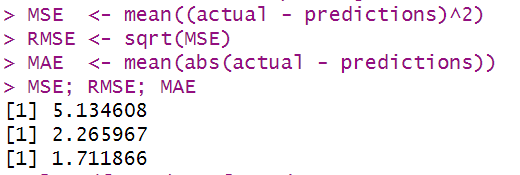 > MSE  <- mean((actual - predictions)^2)
> RMSE <- sqrt(MSE)
> MAE  <- mean(abs(actual - predictions))
> MSE; RMSE; MAE
[1] 5.134608
[1] 2.265967
[1] 1.711866